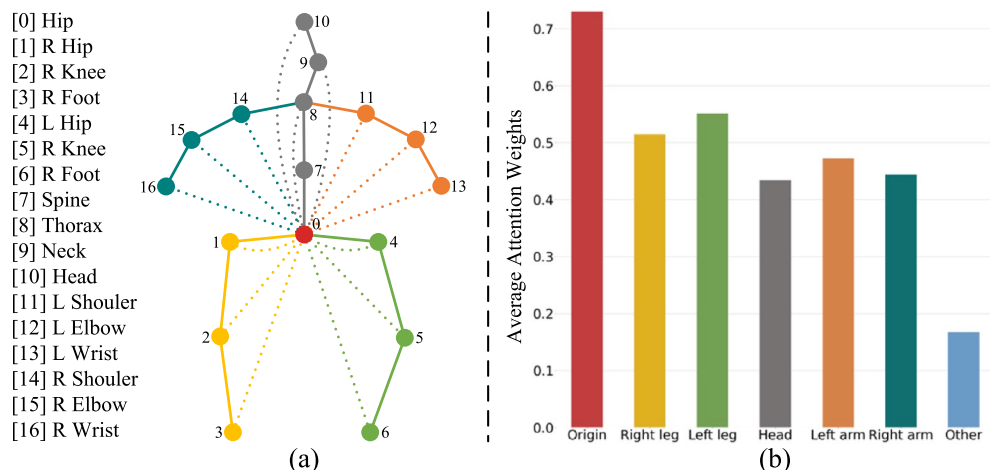 [0] Hip
[1] R Hip
[2] R Knee
[3] R Foot
[4] L Hip
[5] R Knee
[6] R Foot
[7] Spine
[8] Thorax
[9] Neck
[10] Head
[11] L Shouler
[12] L Elbow
[13] L Wrist
[14] R Shouler
[15] R Elbow
[16] R Wrist
10
9
14
11
8
15
12
7
16
13
0
1
4
2
5
3
6
(a)
Average Attention Weights
0.7
0.6
0.5
0.4
0.3
0.2
0.1
0.0
Origin Right leg Left leg Head Left arm Right arm Other
(b)